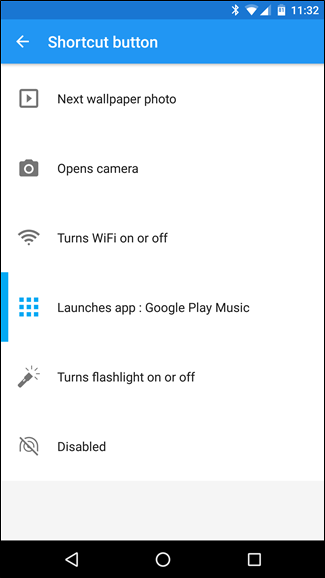 11:32
Shortcut button
Next wallpaper photo
Opens camera
Turns WiFi on or off
Launches app : Google Play Music
Turns flashlight on or off
Disabled